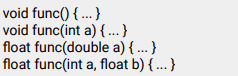 void func() { ... }
void func(int a) { ... }
float func(double a) { ... }
float func(int a, float b) { ... }